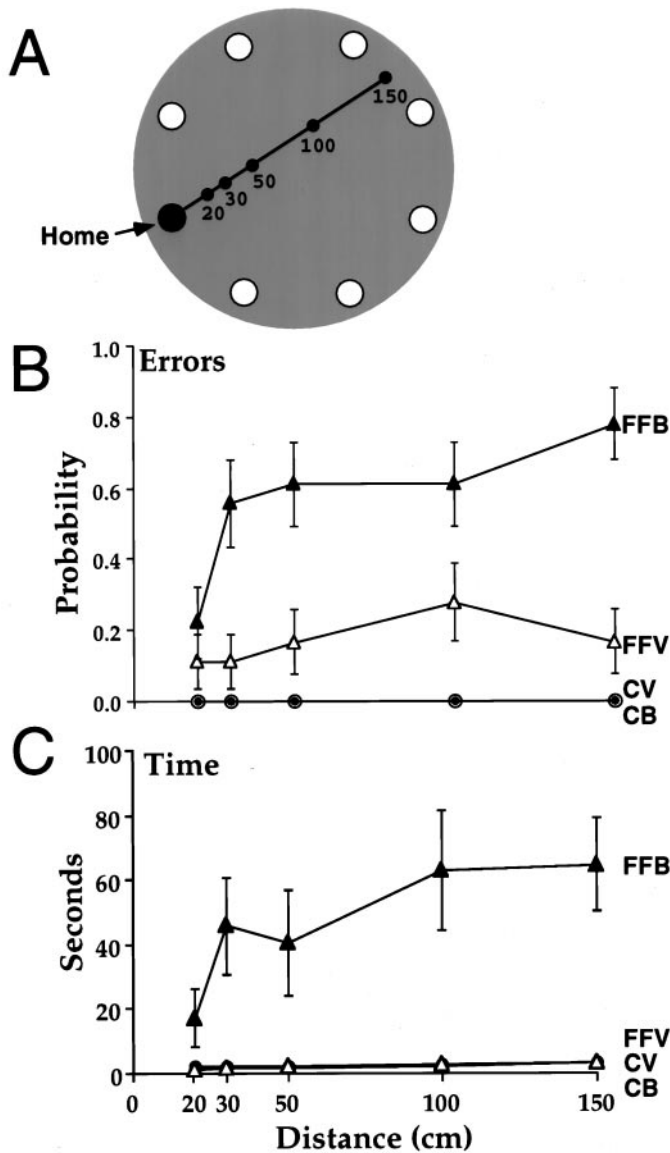 A
150
100
50
30
20
Home
B
Errors
1.0
0.8
0.6
0.4
0.2
0.0
Probability
FFB
FFV
CV
CB
C
Time
100
80
60
40
20
0
Seconds
FFB
FFV
CV
CB
0 20 30 50 100 150
Distance (cm)